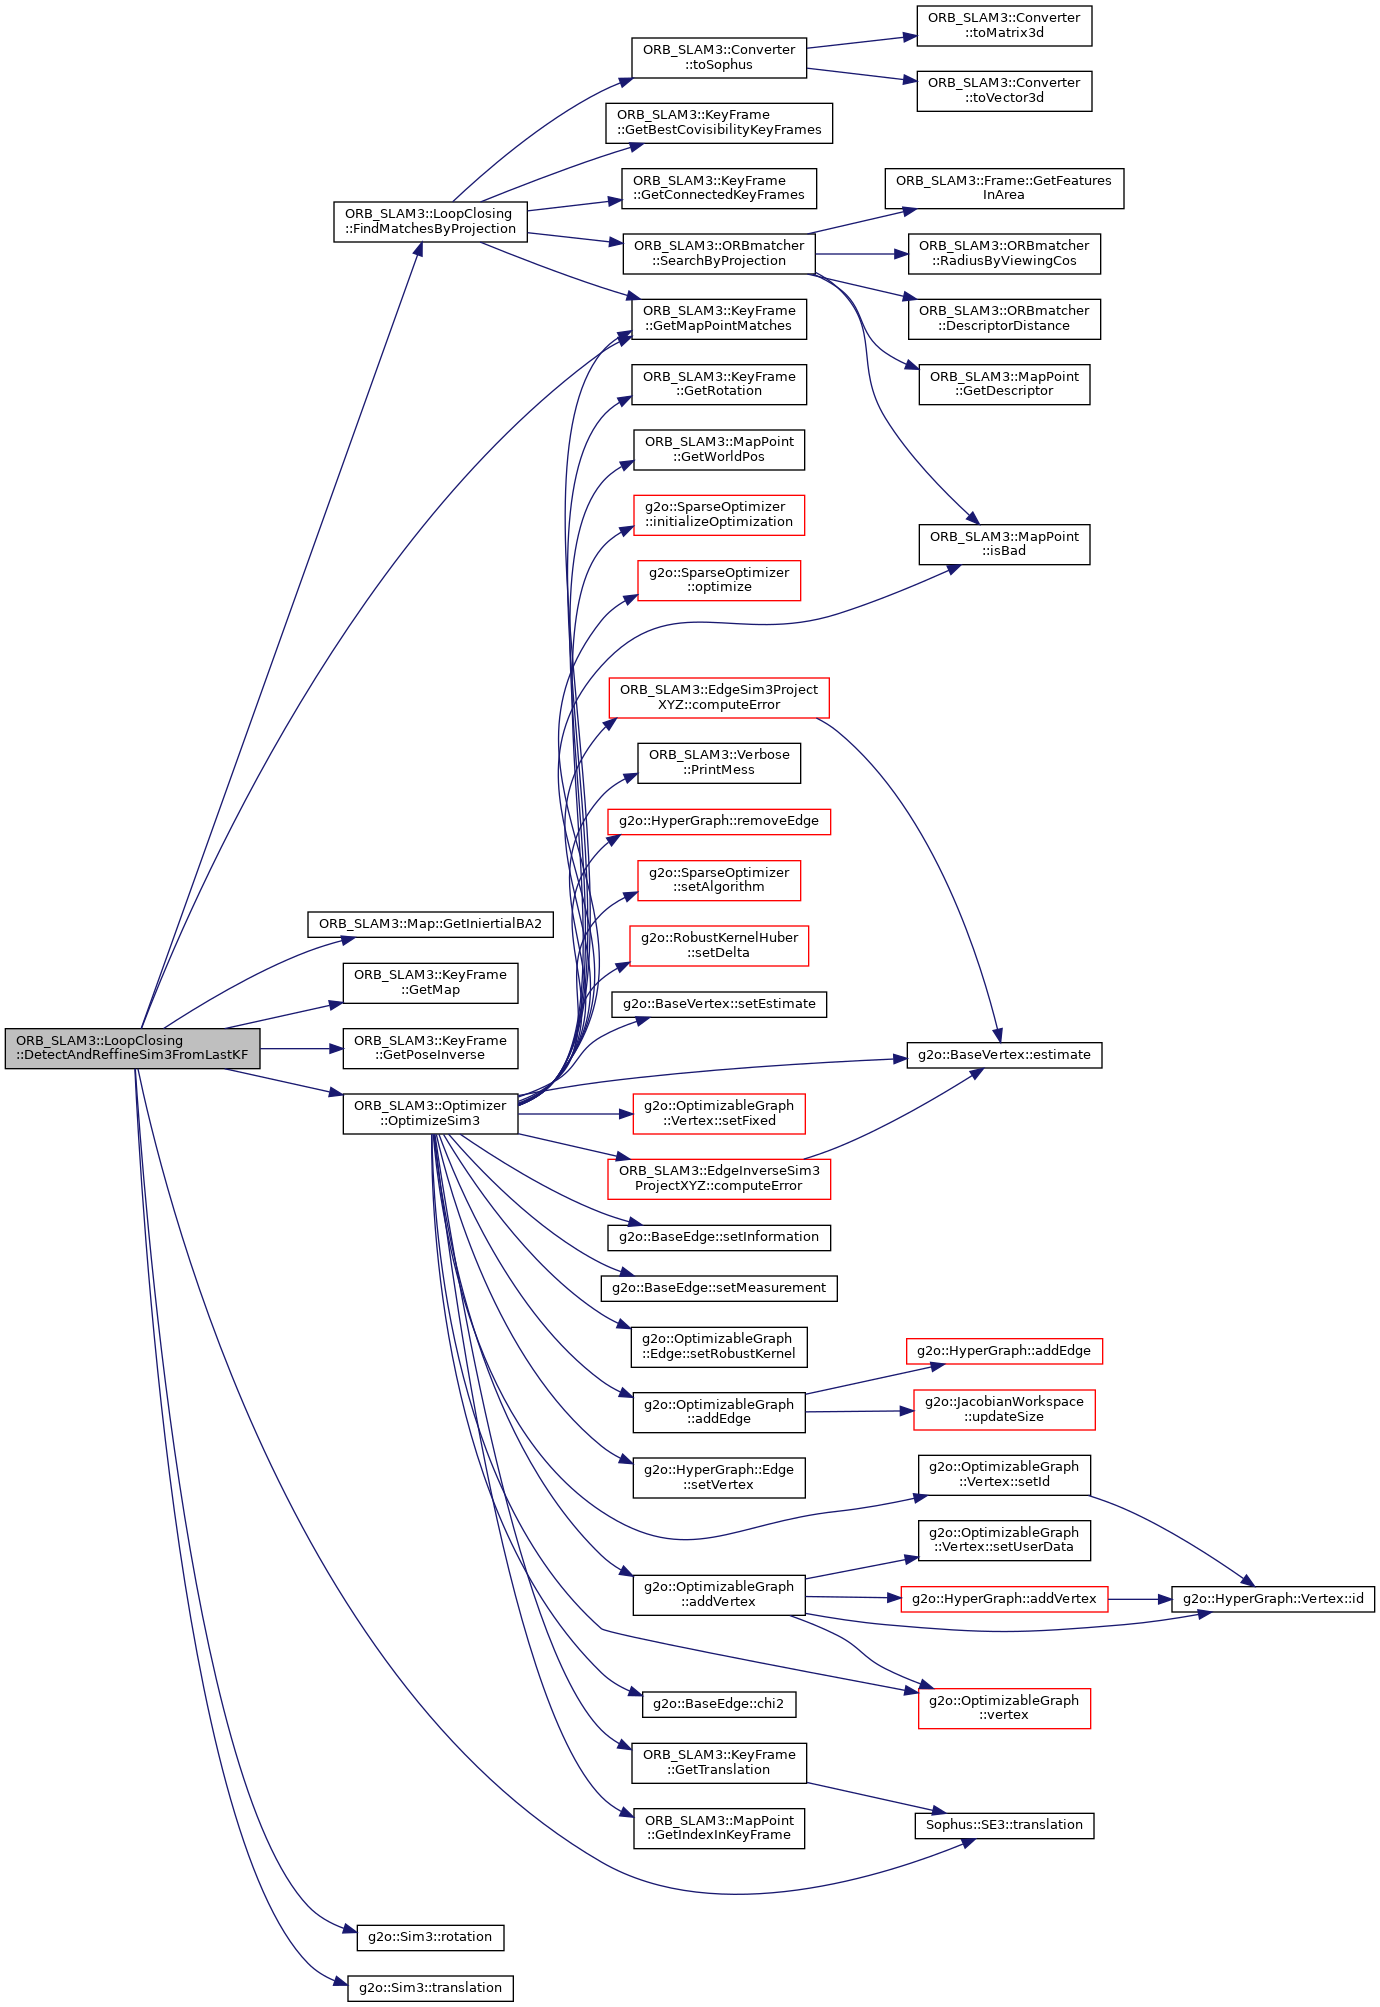 ORB_SLAM3::Converter
::toMatrix3d
ORB_SLAM3::Converter
::toSophus
ORB_SLAM3::Converter
::toVector3d
ORB_SLAM3::KeyFrame
::GetBestCovisibilityKeyFrames
ORB_SLAM3::KeyFrame
::GetConnectedKeyFrames
ORB_SLAM3::Frame::GetFeatures
InArea
ORB_SLAM3::LoopClosing
::FindMatchesByProjection
ORB_SLAM3::ORBmatcher
::SearchByProjection
ORB_SLAM3::ORBmatcher
::RadiusByViewingCos
ORB_SLAM3::KeyFrame
::GetMapPointMatches
ORB_SLAM3::ORBmatcher
::DescriptorDistance
ORB_SLAM3::KeyFrame
::GetRotation
ORB_SLAM3::MapPoint
::GetDescriptor
ORB_SLAM3::MapPoint
::GetWorldPos
g2o::SparseOptimizer
::initializeOptimization
ORB_SLAM3::MapPoint
::isBad
g2o::SparseOptimizer
::optimize
ORB_SLAM3::EdgeSim3Project
XYZ::computeError
ORB_SLAM3::Verbose
::PrintMess
g2o::HyperGraph::removeEdge
g2o::SparseOptimizer
::setAlgorithm
ORB_SLAM3::Map::GetIniertialBA2
g2o::RobustKernelHuber
::setDelta
ORB_SLAM3::KeyFrame
::GetMap
g2o::BaseVertex::setEstimate
ORB_SLAM3::LoopClosing
::DetectAndReffineSim3FromLastKF
ORB_SLAM3::KeyFrame
::GetPoseInverse
g2o::BaseVertex::estimate
ORB_SLAM3::Optimizer
::OptimizeSim3
g2o::OptimizableGraph
::Vertex::setFixed
ORB_SLAM3::EdgeInverseSim3
ProjectXYZ::computeError
g2o::BaseEdge::setInformation
g2o::BaseEdge::setMeasurement
g2o::OptimizableGraph
::Edge::setRobustKernel
g2o::HyperGraph::addEdge
g2o::OptimizableGraph
::addEdge
g2o::JacobianWorkspace
::updateSize
g2o::HyperGraph::Edge
::setVertex
g2o::OptimizableGraph
::Vertex::setId
g2o::OptimizableGraph
::Vertex::setUserData
g2o::OptimizableGraph
::addVertex
g2o::HyperGraph::addVertex
g2o::HyperGraph::Vertex::id
g2o::BaseEdge::chi2
g2o::OptimizableGraph
::vertex
ORB_SLAM3::KeyFrame
::GetTranslation
ORB_SLAM3::MapPoint
::GetIndexInKeyFrame
Sophus::SE3::translation
g2o::Sim3::rotation
g2o::Sim3::translation